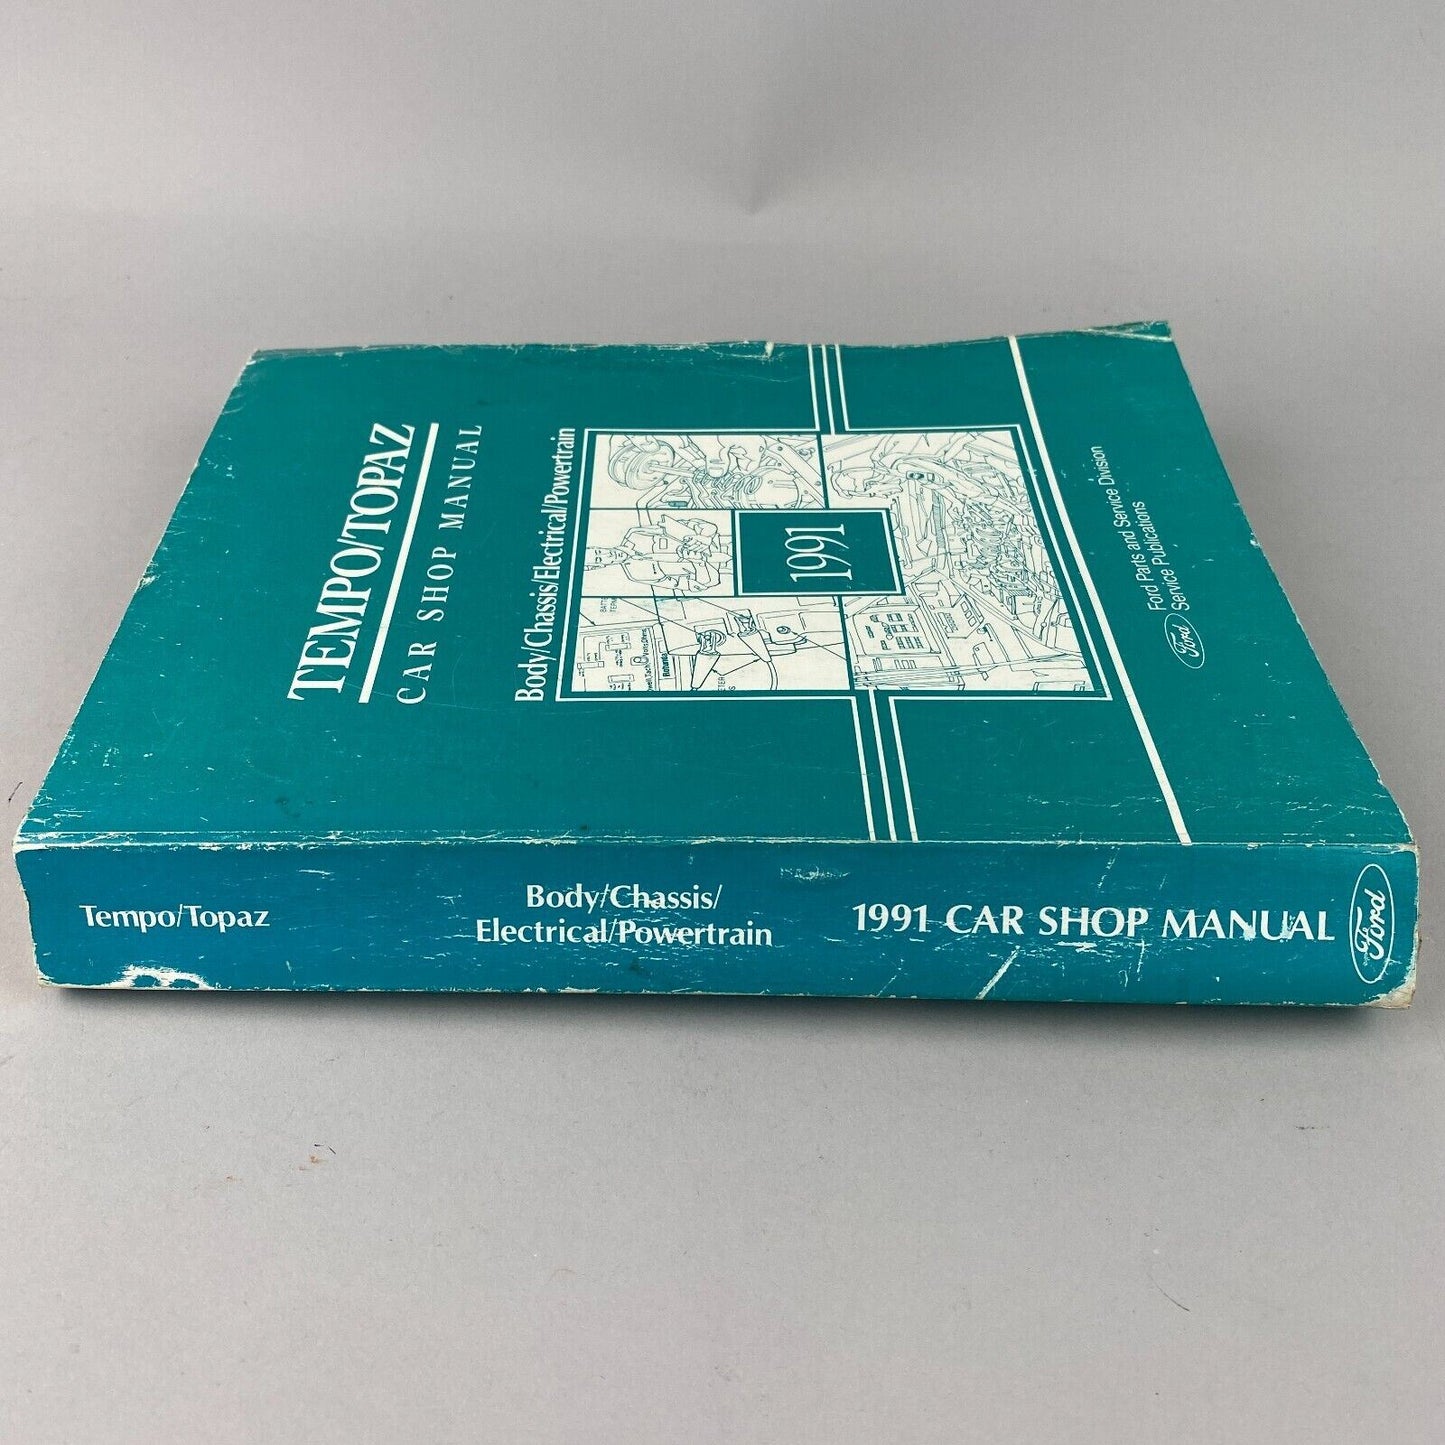 TEMPO/TOPAZ
CAR SHOP MANUAL
Body/Chassis/Electrical/Powertrain
1991
Rotunda
Ford
Ford Parts and Service Division
Service Publications
Tempo/Topaz
Body/Chassis/
Electrical/Powertrain
1991 CAR SHOP MANUAL
Ford